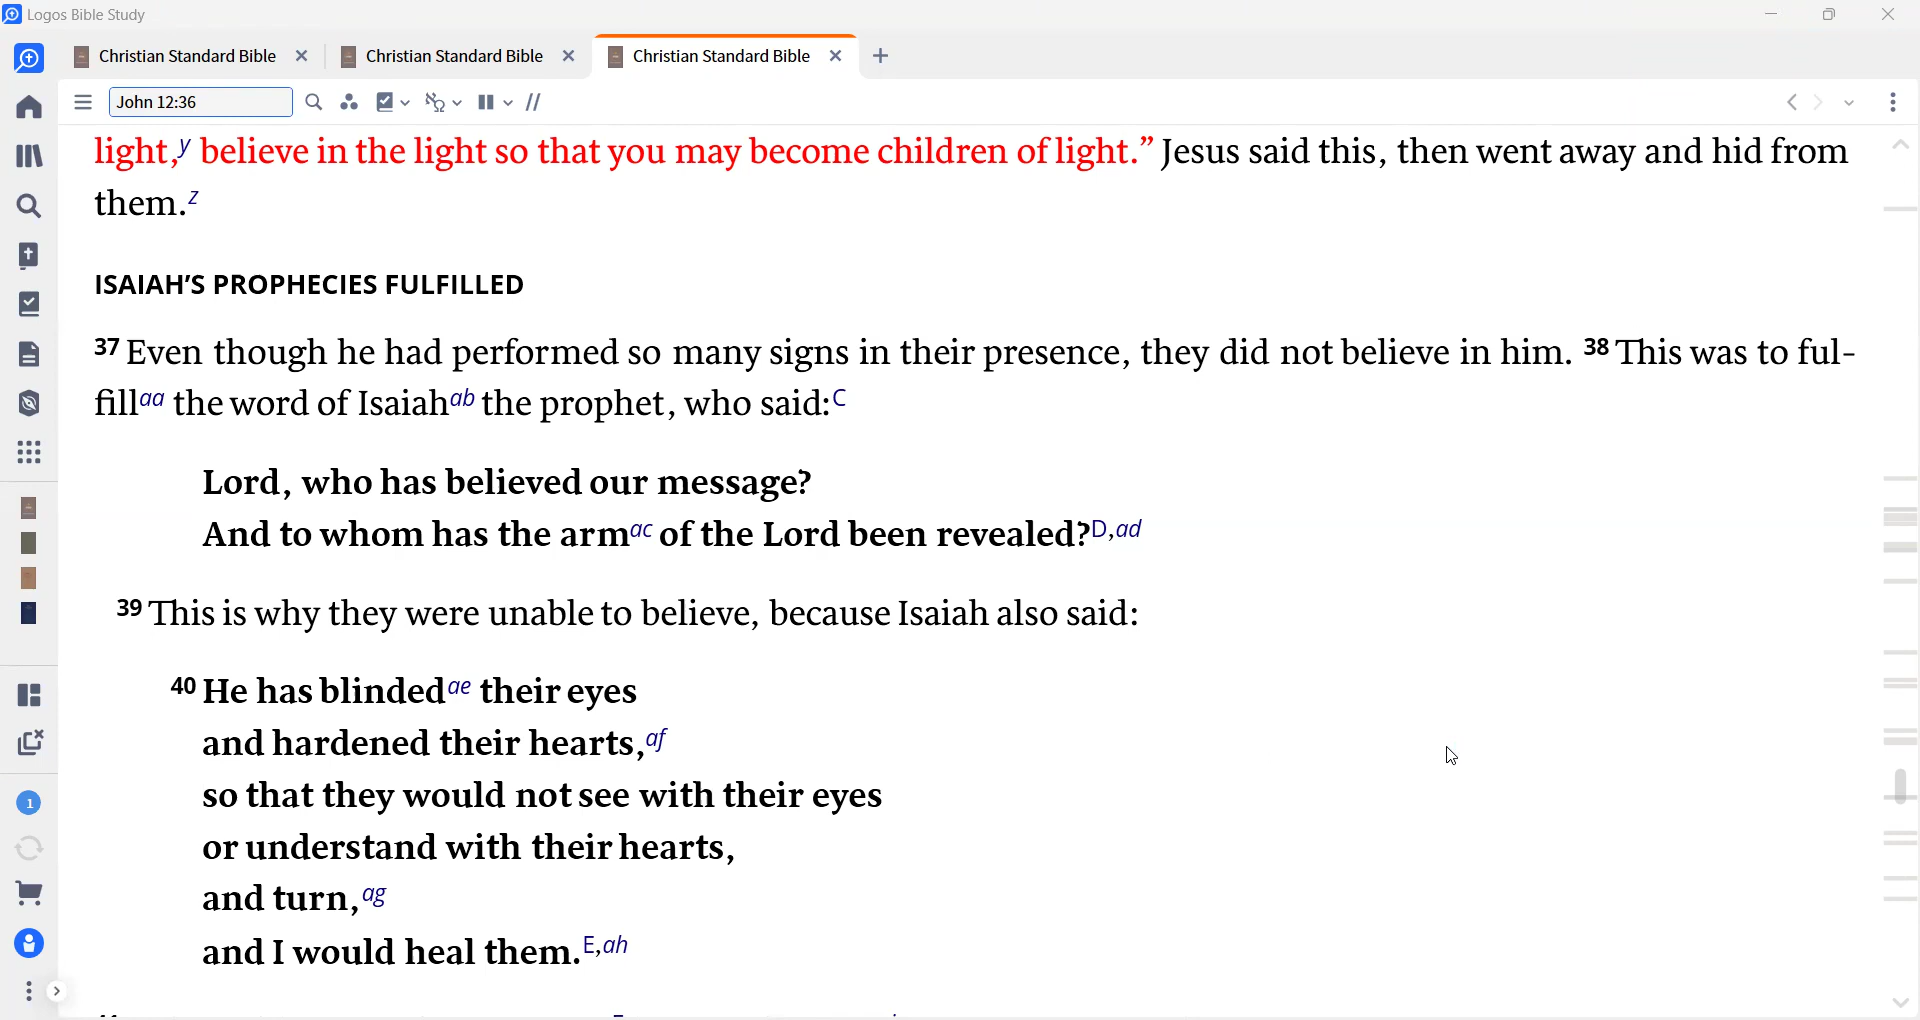 Logos Bible Study
Christian Standard Bible
Christian Standard Bible
Christian Standard Bible
John 12:36
light,y believe in the light so that you may become children of light.” Jesus said this, then went away and hid from
them.z
ISAIAH’S PROPHECIES FULFILLED
37 Even though he had performed so many signs in their presence, they did not believe in him. 38 This was to ful-
fillaa the word of Isaiahab the prophet, who said:C
Lord, who has believed our message?
And to whom has the armac of the Lord been revealed?D,ad
39 This is why they were unable to believe, because Isaiah also said:
40 He has blindedae their eyes
and hardened their hearts,af
so that they would not see with their eyes
or understand with their hearts,
and turn,ag
and I would heal them.E,ah
1